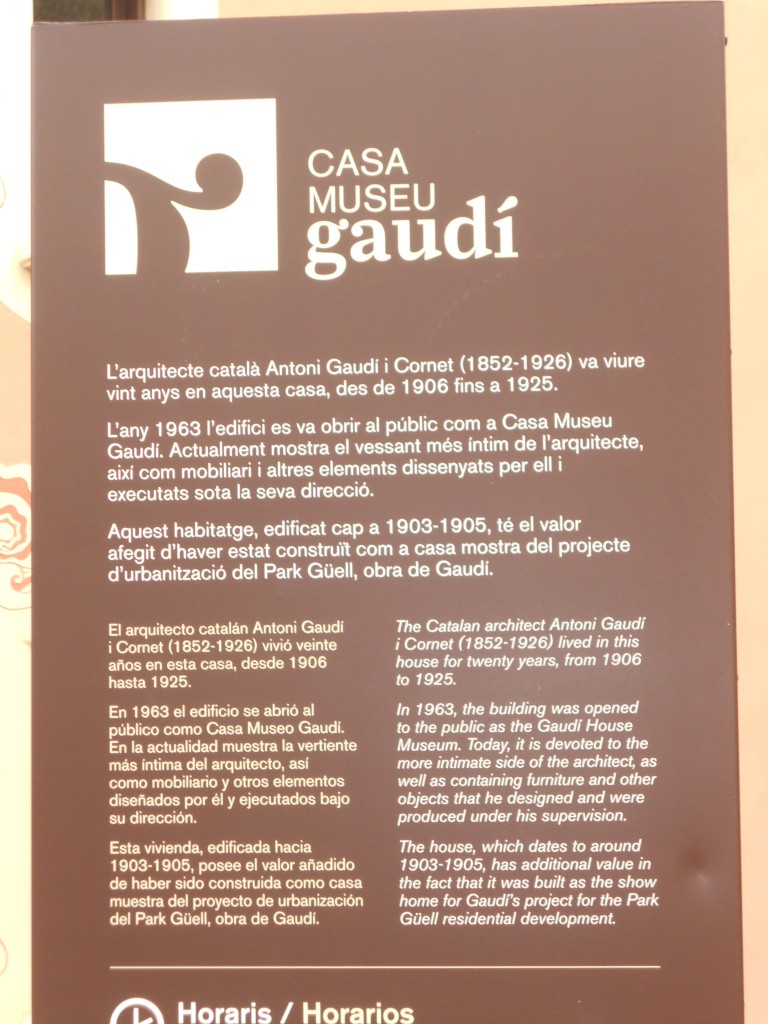 CASA
MUSEU
gaudí
L'arquitecte català Antoni Gaudí i Cornet (1852-1926) va viure
vint anys en aquesta casa, des de 1906 fins a 1925.
L'any 1963 l'edifici es va obrir al públic com a Casa Museu
Gaudí. Actualment mostra el vessant més íntim de l'arquitecte,
així com mobiliari i altres elements dissenyats per ell i
executats sota la seva direcció.
Aquest habitatge, edificat cap a 1903-1905, té el valor
afegit d'haver estat construït com a casa mostra del projecte
d'urbanització del Park Güell, obra de Gaudí.
El arquitecto catalán Antoni Gaudí
i Cornet (1852-1926) vivió veinte
años en esta casa, desde 1906
hasta 1925.
En 1963 el edificio se abrió al
público como Casa Museo Gaudí.
En la actualidad muestra la vertiente
más íntima del arquitecto, así
como mobiliario y otros elementos
diseñados por él y ejecutados bajo
su dirección.
Esta vivienda, edificada hacia
1903-1905, posee el valor añadido
de haber sido construida como casa
muestra del proyecto de urbanización
del Park Güell, obra de Gaudí.
The Catalan architect Antoni Gaudí
i Cornet (1852-1926) lived in this
house for twenty years, from 1906
to 1925.
In 1963, the building was opened
to the public as the Gaudí House
Museum. Today, it is devoted to the
more intimate side of the architect, as
well as containing furniture and other
objects that he designed and were
produced under his supervision.
The house, which dates to around
1903-1905, has additional value in
the fact that it was built as the show
home for Gaudí's project for the Park
Güell residential development.
Horaris / Horarios